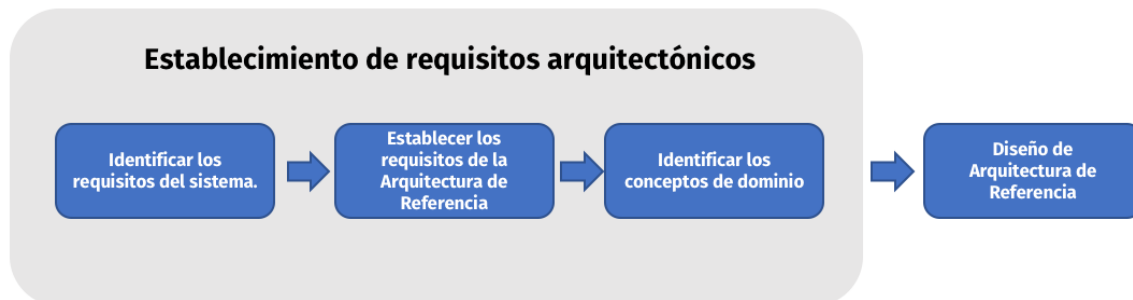 Establecimiento de requisitos arquitectónicos
Identificar los
requisitos del sistema.
Establecer los
requisitos de la
Arquitectura de
Referencia
Identificar los
conceptos de dominio
Diseño de
Arquitectura de
Referencia